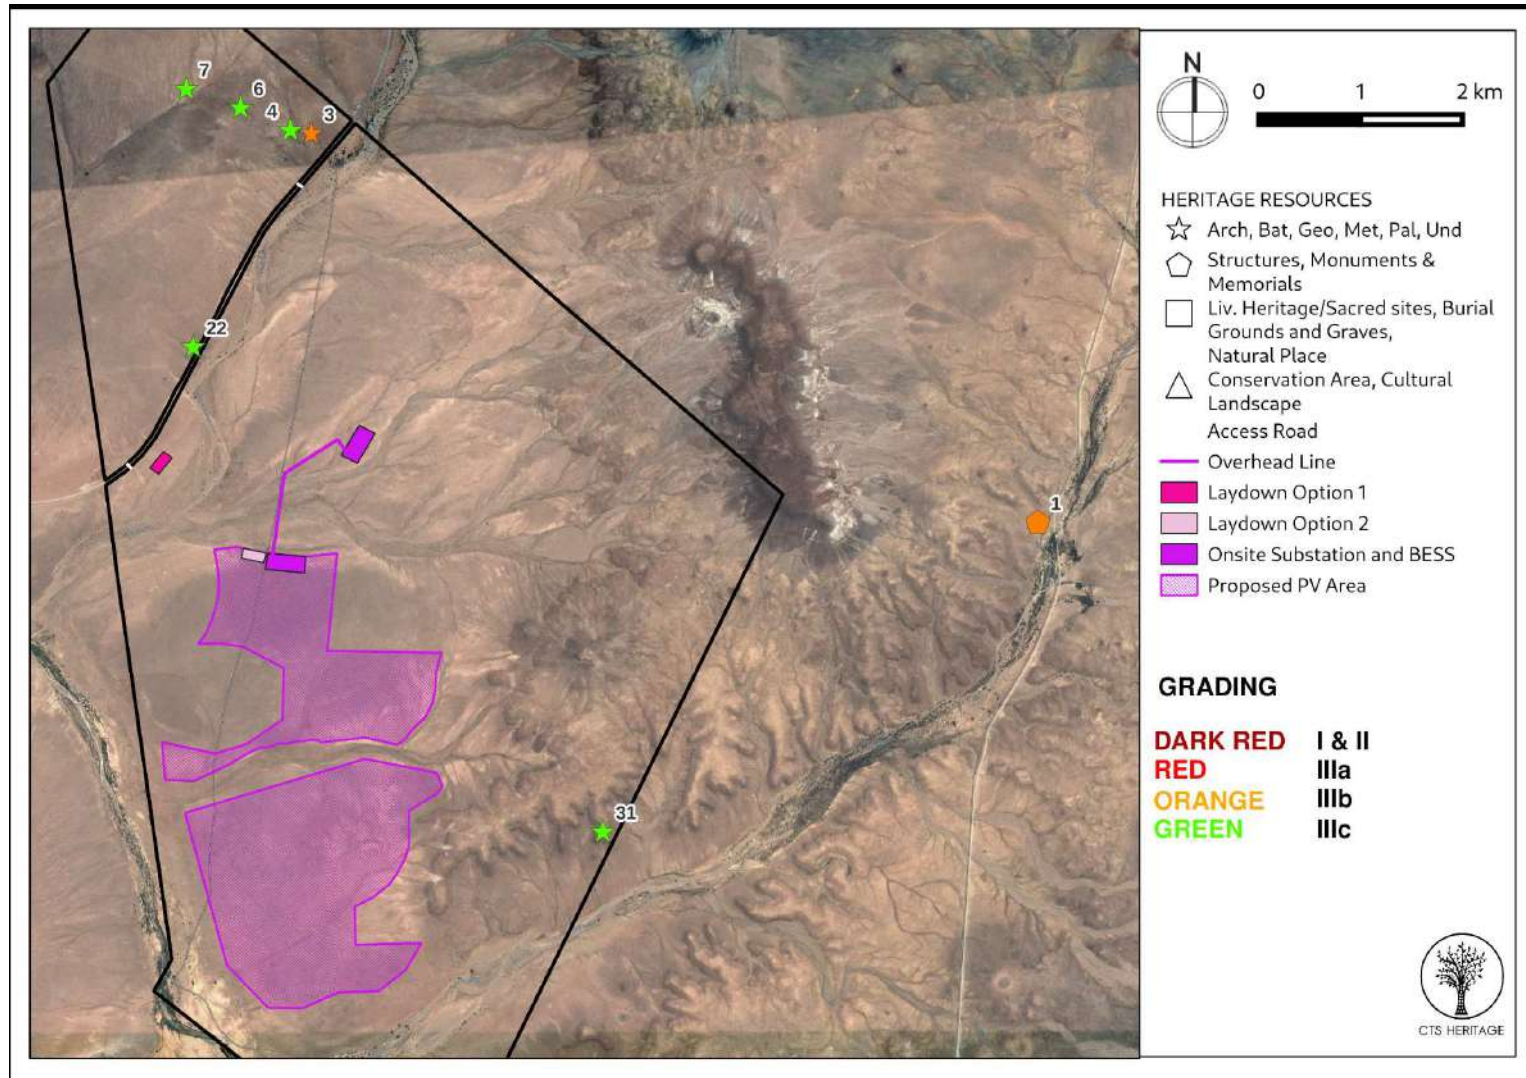 7
6
4
3
22
1
31
N
0 1 2 km
HERITAGE RESOURCES
Arch, Bat, Geo, Met, Pal, Und
Structures, Monuments &
Memorials
Liv. Heritage/Sacred sites, Burial
Grounds and Graves,
Natural Place
Conservation Area, Cultural
Landscape
Access Road
Overhead Line
Laydown Option 1
Laydown Option 2
Onsite Substation and BESS
Proposed PV Area
GRADING
DARK RED I & II
RED IIIa
ORANGE IIIb
GREEN IIIc
CTS HERITAGE